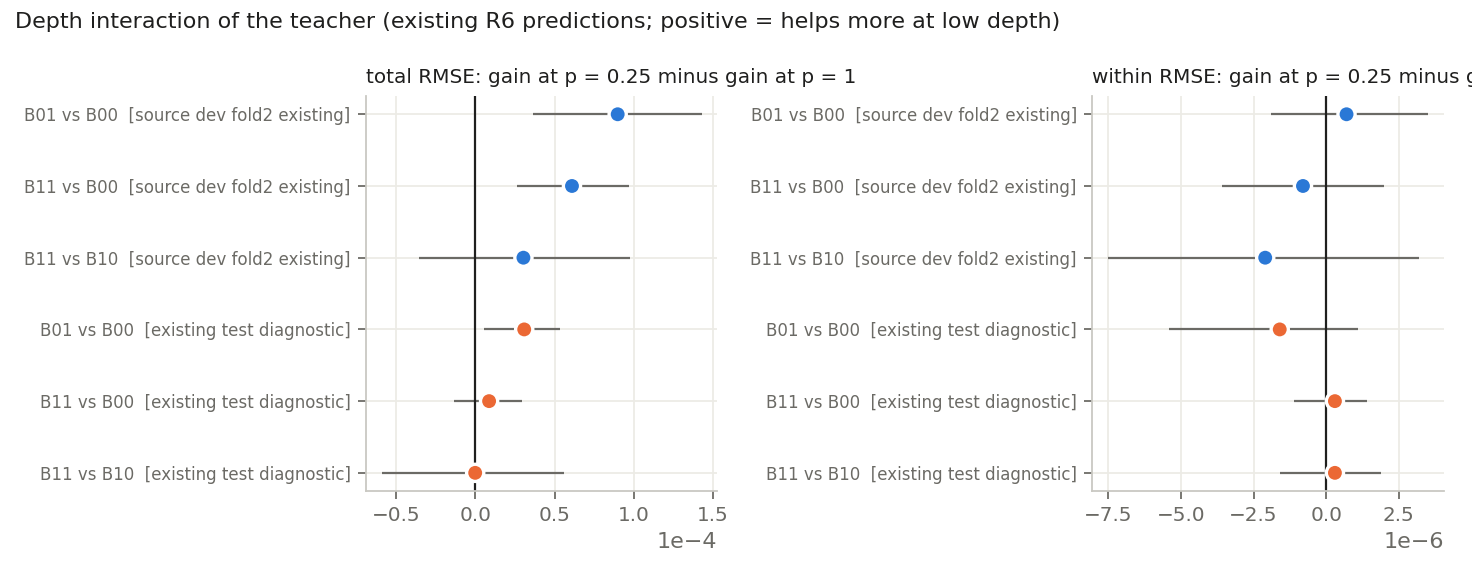 Depth interaction of the teacher (existing R6 predictions; positive = helps more at low depth)
total RMSE: gain at p = 0.25 minus gain at p = 1
B01 vs B00 [source dev fold2 existing]
B11 vs B00 [source dev fold2 existing]
B11 vs B10 [source dev fold2 existing]
B01 vs B00 [existing test diagnostic]
B11 vs B00 [existing test diagnostic]
B11 vs B10 [existing test diagnostic]
−0.5 0.0 0.5 1.0 1.5
1e−4
within RMSE: gain at p = 0.25 minus g
B01 vs B00 [source dev fold2 existing]
B11 vs B00 [source dev fold2 existing]
B11 vs B10 [source dev fold2 existing]
B01 vs B00 [existing test diagnostic]
B11 vs B00 [existing test diagnostic]
B11 vs B10 [existing test diagnostic]
−7.5 −5.0 −2.5 0.0 2.5
1e−6